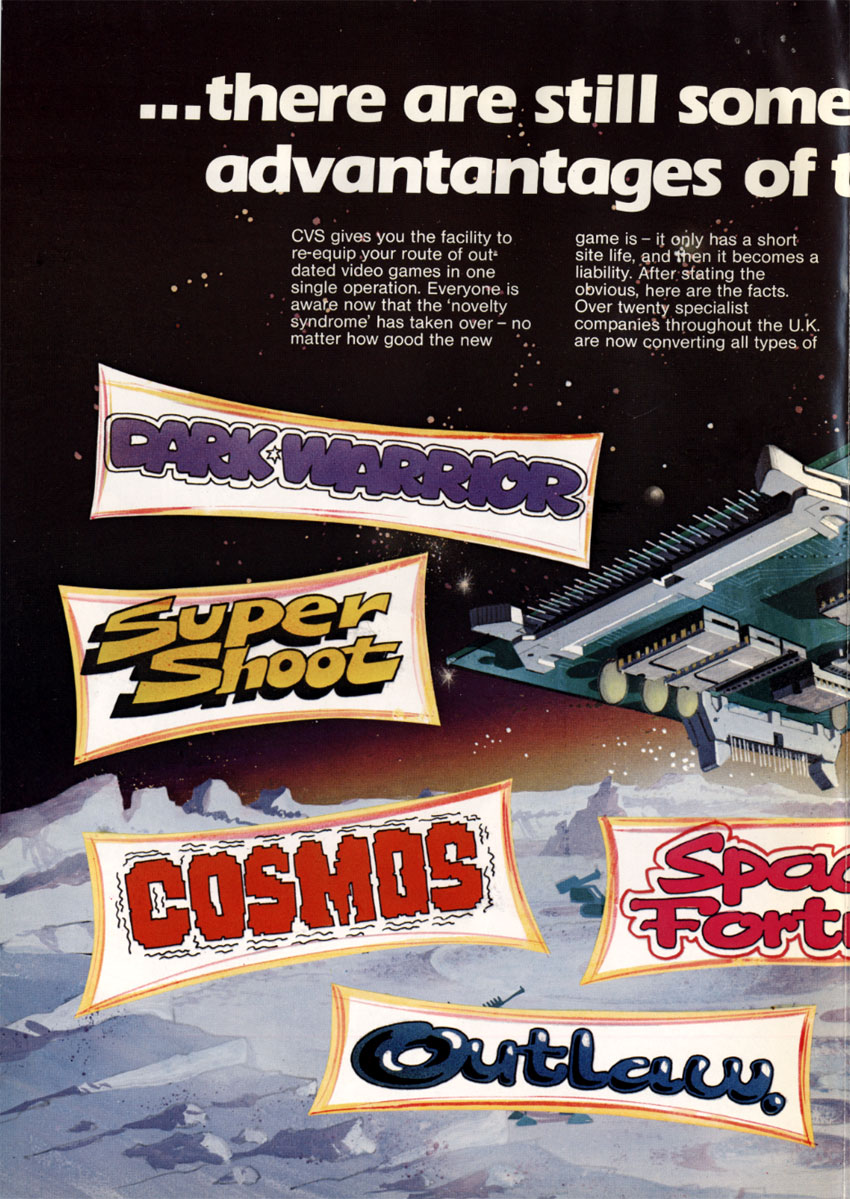 ...there are still some
advantantages of t
CVS gives you the facility to
re-equip your route of out-
dated video games in one
single operation. Everyone is
aware now that the ‘novelty
syndrome’ has taken over – no
matter how good the new
game is – it only has a short
site life, and then it becomes a
liability. After stating the
obvious, here are the facts.
Over twenty specialist
companies throughout the U.K.
are now converting all types of
DARK WARRIOR
Super
Shoot
COSMOS
Spac
Fortr
Outlaw.